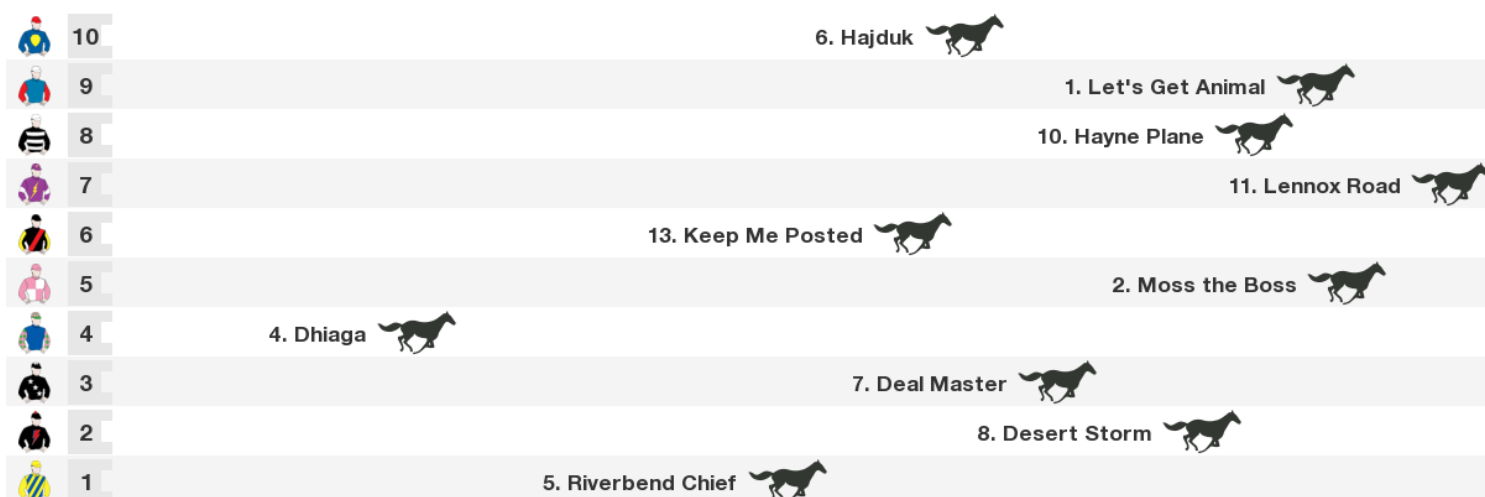 10 6. Hajduk
9 1. Let's Get Animal
8 10. Hayne Plane
7 11. Lennox Road
6 13. Keep Me Posted
5 2. Moss the Boss
4 4. Dhiaga
3 7. Deal Master
2 8. Desert Storm
1 5. Riverbend Chief